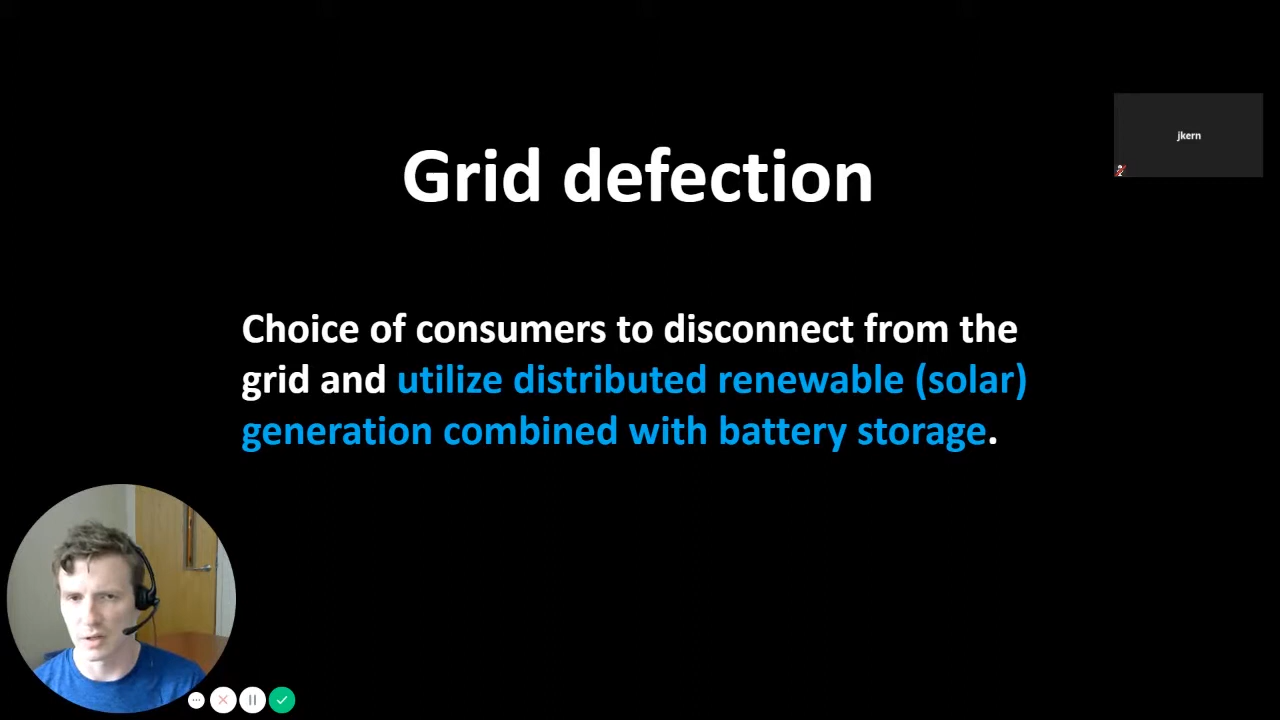 Grid defection
jkern
Choice of consumers to disconnect from the
grid and utilize distributed renewable (solar)
generation combined with battery storage.